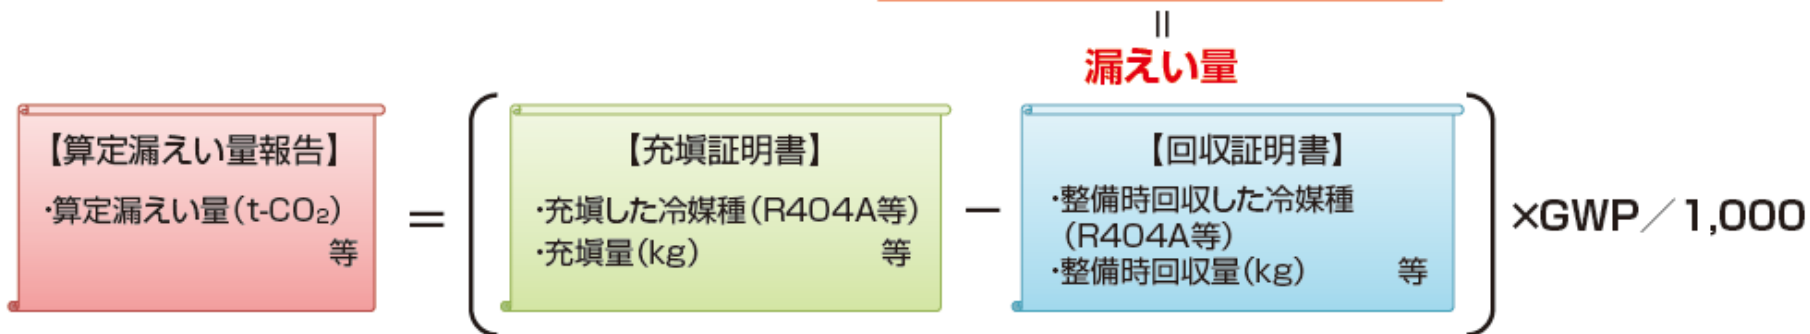 =
漏えい量
【算定漏えい量報告】
・算定漏えい量(t-CO₂)
等
=
【充塡証明書】
・充塡した冷媒種(R404A等)
・充塡量(kg) 等
−
【回収証明書】
・整備時回収した冷媒種
(R404A等)
・整備時回収量(kg) 等
×GWP／1,000